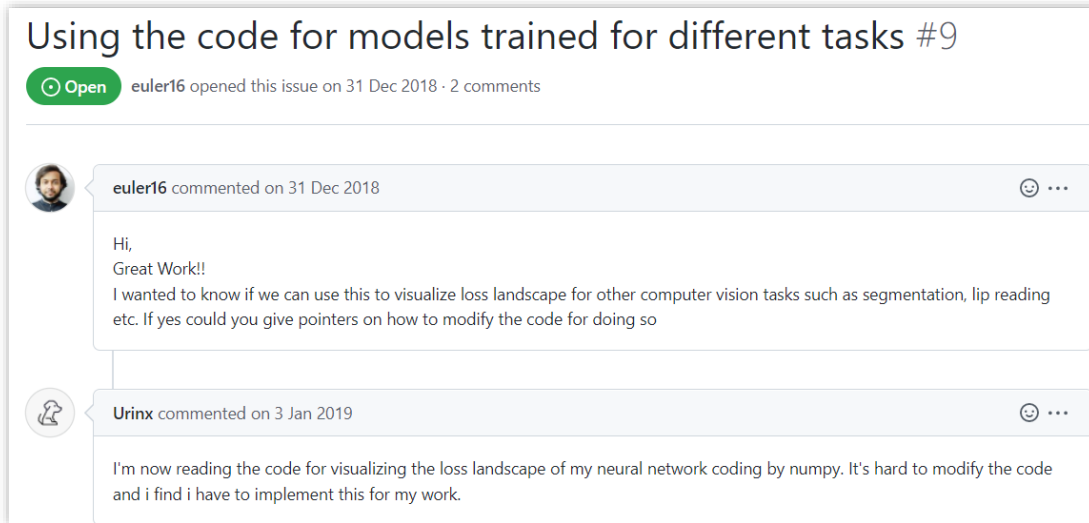 Using the code for models trained for different tasks #9
Open euler16 opened this issue on 31 Dec 2018 · 2 comments
euler16 commented on 31 Dec 2018
Hi,
Great Work!!
I wanted to know if we can use this to visualize loss landscape for other computer vision tasks such as segmentation, lip reading
etc. If yes could you give pointers on how to modify the code for doing so
Urinx commented on 3 Jan 2019
I'm now reading the code for visualizing the loss landscape of my neural network coding by numpy. It's hard to modify the code
and i find i have to implement this for my work.